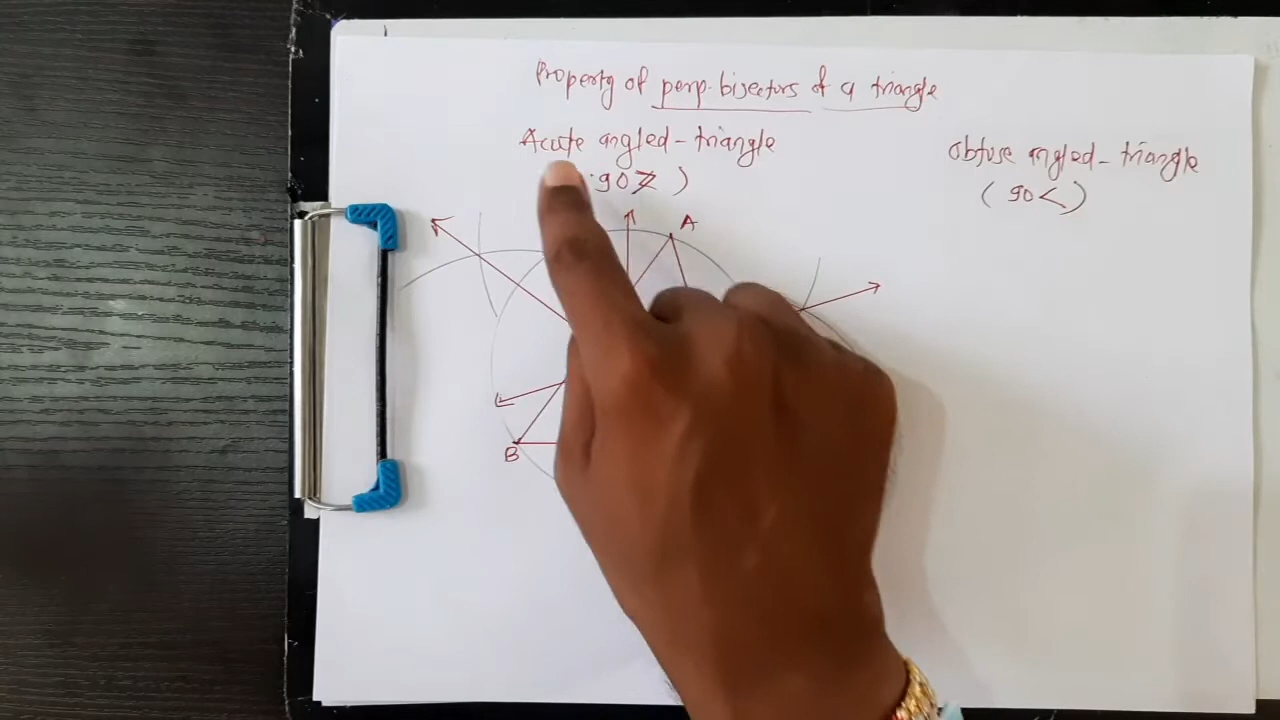 Property of perp. bisectors of a triangle
Acute angled-triangle
90> )
Obtuse angled-triangle
( 90< )
A
B